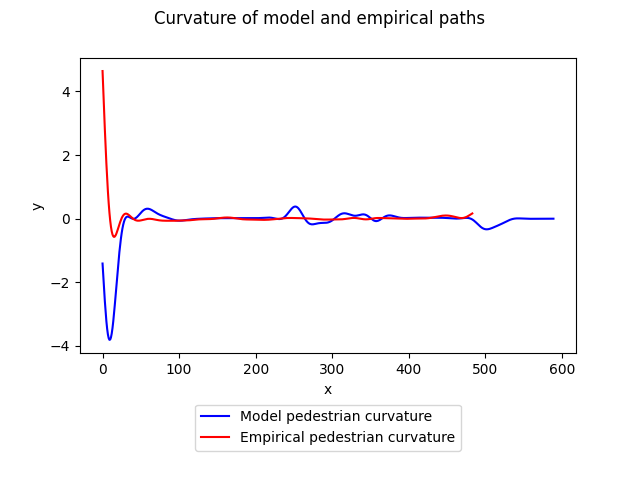 Curvature of model and empirical paths
4
2
0
−2
−4
y
0 100 200 300 400 500 600
x
Model pedestrian curvature
Empirical pedestrian curvature